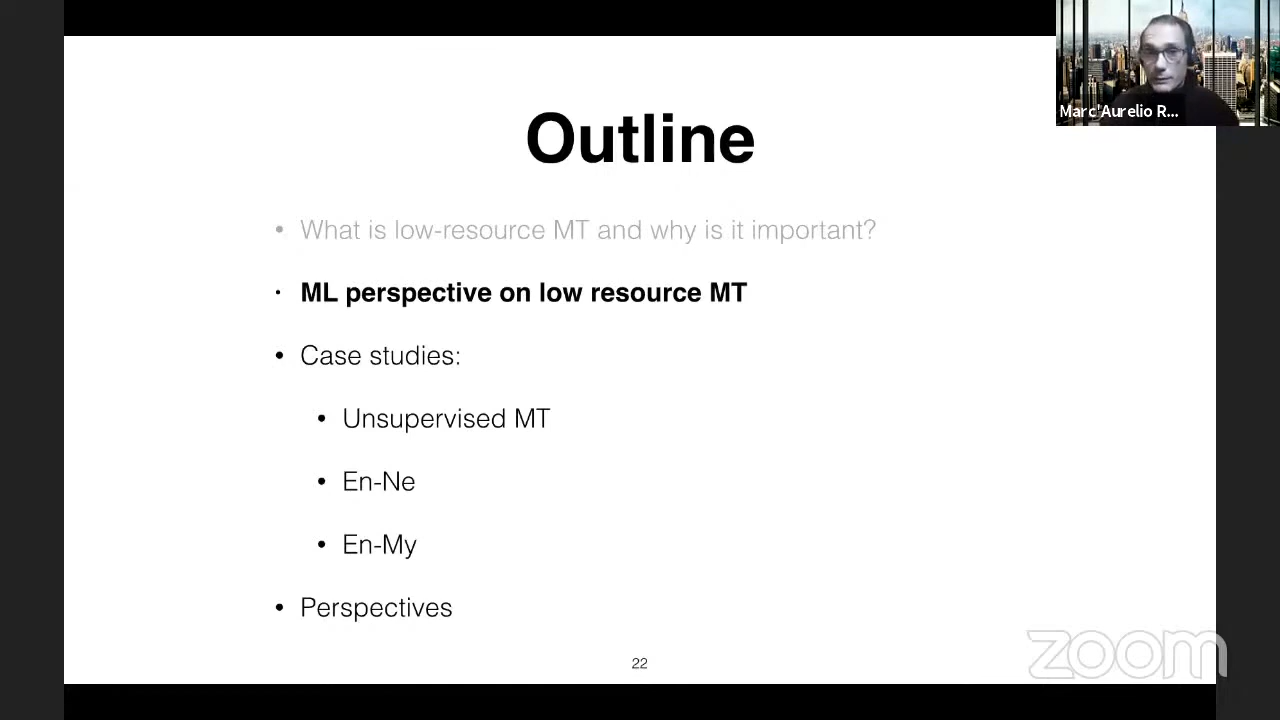 Marc'Aurelio R...
Outline
• What is low-resource MT and why is it important?
• ML perspective on low resource MT
• Case studies:
• Unsupervised MT
• En-Ne
• En-My
• Perspectives
22
zoom